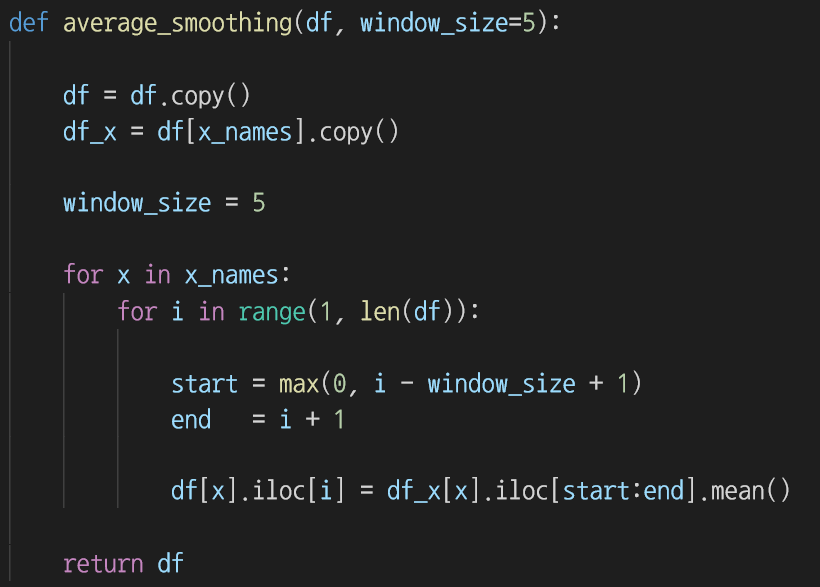 def average_smoothing(df, window_size=5):

    df = df.copy()
    df_x = df[x_names].copy()

    window_size = 5

    for x in x_names:
        for i in range(1, len(df)):

            start = max(0, i - window_size + 1)
            end   = i + 1

            df[x].iloc[i] = df_x[x].iloc[start:end].mean()

    return df